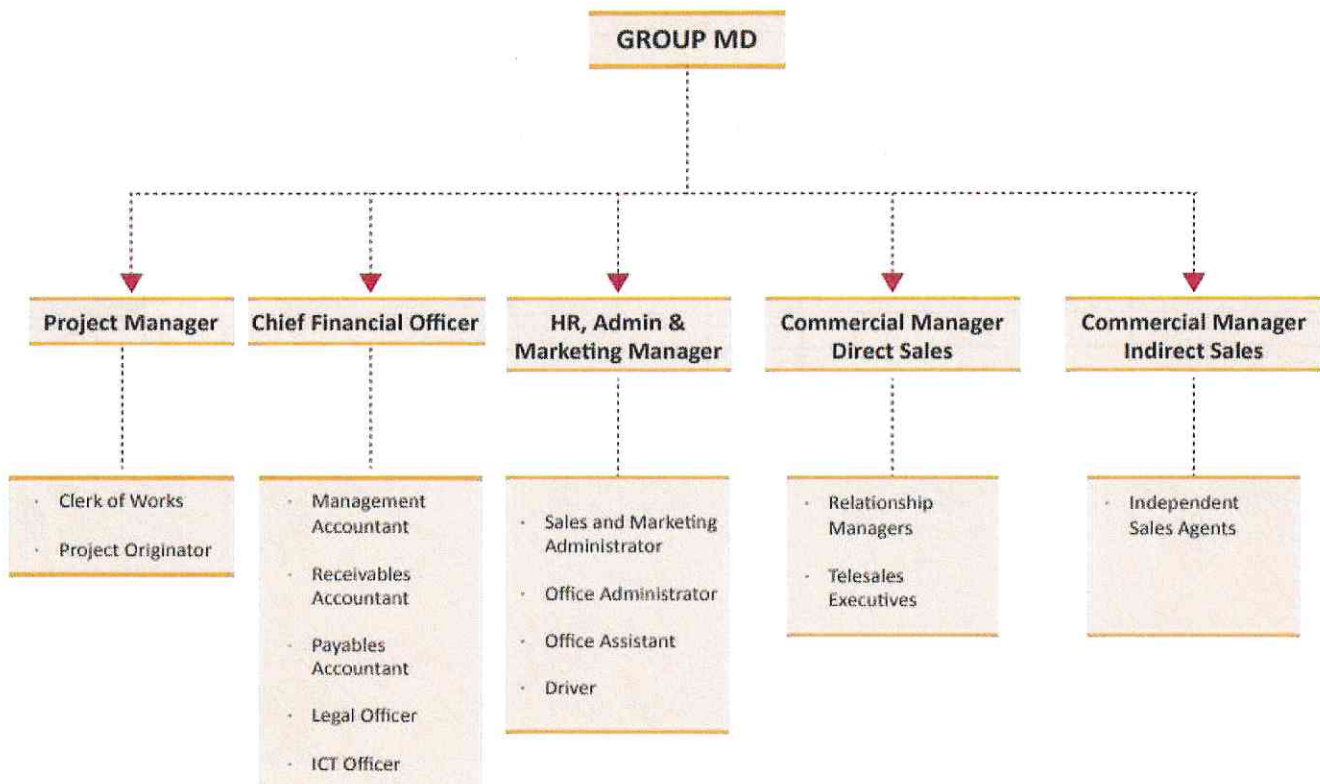 GROUP MD
Project Manager
Chief Financial Officer
HR, Admin &
Marketing Manager
Commercial Manager
Direct Sales
Commercial Manager
Indirect Sales
· Clerk of Works
· Project Originator
· Management
Accountant
· Receivables
Accountant
· Payables
Accountant
· Legal Officer
· ICT Officer
· Sales and Marketing
Administrator
· Office Administrator
· Office Assistant
· Driver
· Relationship
Managers
· Telesales
Executives
· Independent
Sales Agents